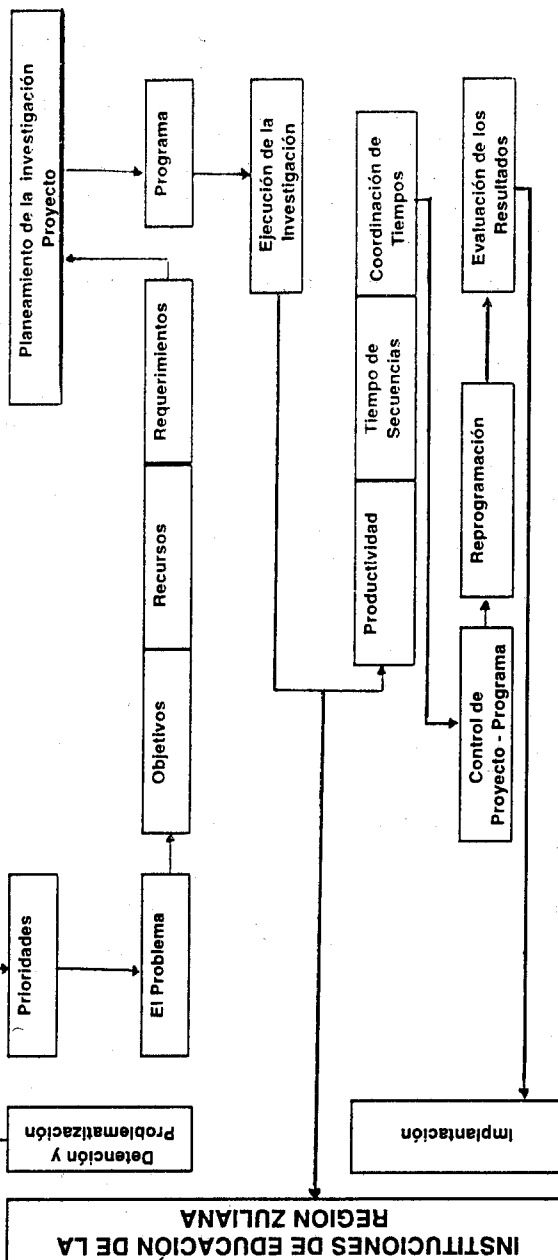 Prioridades
Planeamiento de la investigación
Proyecto
Detención y
Problematización
El Problema
Objetivos
Recursos
Requerimientos
Programa
Ejecución de la
Investigación
INSTITUCIONES DE EDUCACIÓN DE LA
REGION ZULIANA
Productividad
Tiempo de
Secuencias
Coordinación de
Tiempos
Implantación
Control de
Proyecto - Programa
Reprogramación
Evaluación de los
Resultados